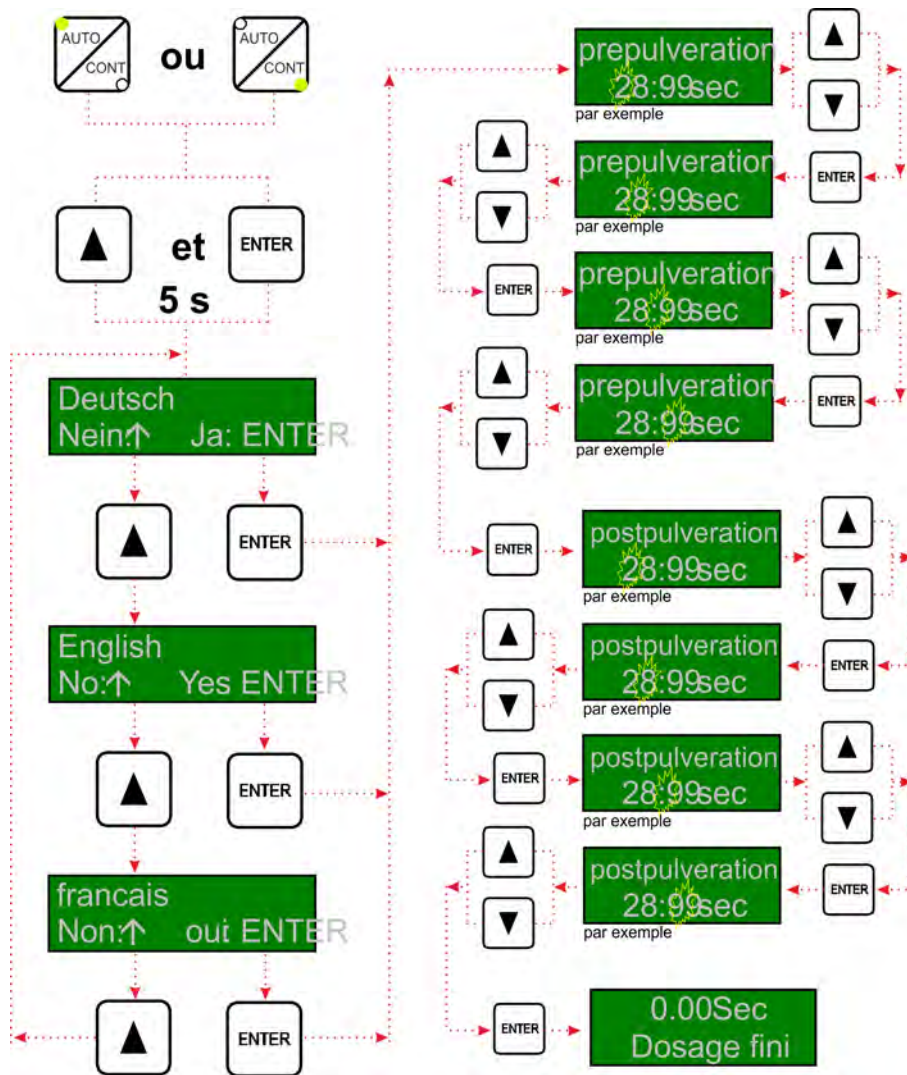 AUTO
CONT
ou
AUTO
CONT
et
ENTER
5 s
Deutsch
Nein:↑ Ja: ENTER
ENTER
English
No:↑ Yes ENTER
ENTER
francais
Non:↑ oui: ENTER
ENTER
prepulveration
28:99sec
par exemple
prepulveration
28:99sec
par exemple
ENTER
ENTER
prepulveration
28:99sec
par exemple
prepulveration
28:99sec
par exemple
ENTER
ENTER
postpulveration
28:99sec
par exemple
postpulveration
28:99sec
par exemple
ENTER
ENTER
postpulveration
28:99sec
par exemple
postpulveration
28:99sec
par exemple
ENTER
ENTER
0.00Sec
Dosage fini